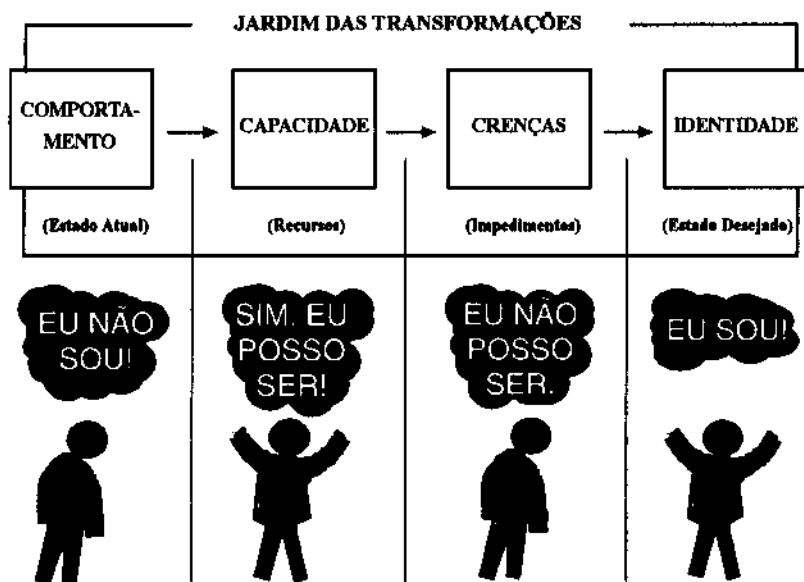 JARDIM DAS TRANSFORMAÇÕES
COMPORTA-
MENTO
CAPACIDADE
CRENÇAS
IDENTIDADE
(Estado Atual)
(Recursos)
(Impedimentos)
(Estado Desejado)
EU NÃO
SOU!
SIM. EU
POSSO
SER!
EU NÃO
POSSO
SER.
EU SOU!